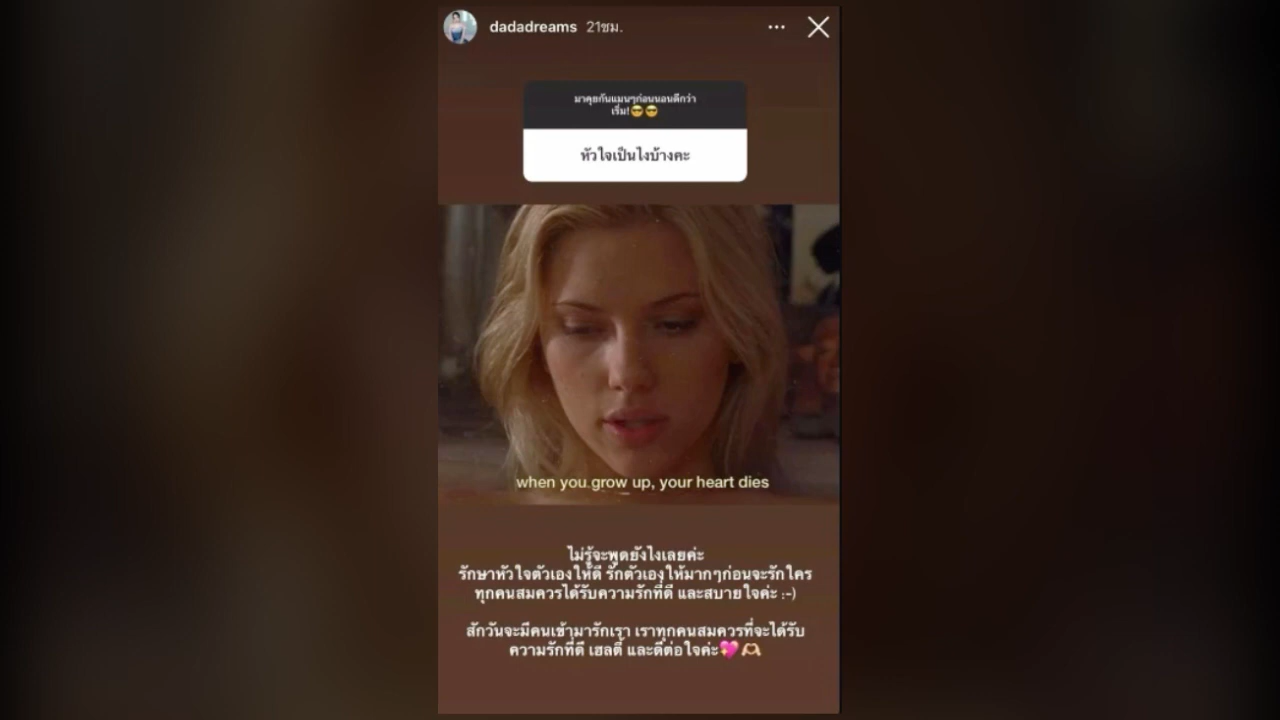 dadadreams 21ชม.
มาคุยกันแมนๆก่อนนอนดีกว่า
เริ่ม!😎😎
หัวใจเป็นไงบ้างคะ
when you grow up, your heart dies
ไม่รู้จะพูดยังไงเลยค่ะ
รักษาหัวใจตัวเองให้ดี รักตัวเองให้มากๆก่อนจะรักใคร
ทุกคนสมควรได้รับความรักที่ดี และสบายใจค่ะ :-)
สักวันจะมีคนเข้ามารักเรา เราทุกคนสมควรที่จะได้รับ
ความรักที่ดี เฮลตี้ และดีต่อใจค่ะ💖🫶🏻